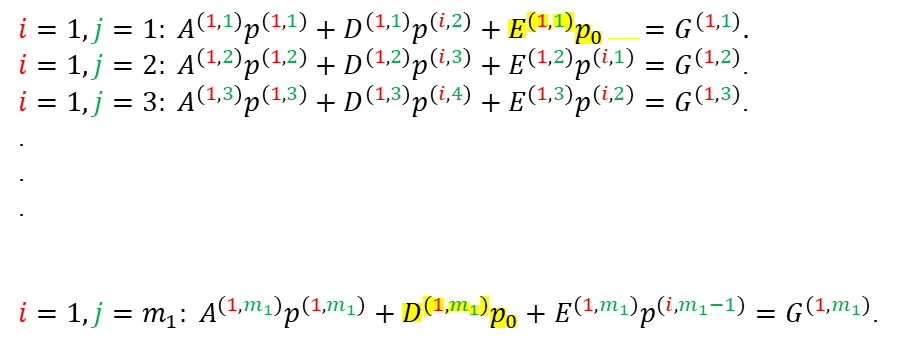 i = 1, j = 1: A^{(1,1)}p^{(1,1)} + D^{(1,1)}p^{(i,2)} + E^{(1,1)}p_0 __ = G^{(1,1)}.
i = 1, j = 2: A^{(1,2)}p^{(1,2)} + D^{(1,2)}p^{(i,3)} + E^{(1,2)}p^{(i,1)} = G^{(1,2)}.
i = 1, j = 3: A^{(1,3)}p^{(1,3)} + D^{(1,3)}p^{(i,4)} + E^{(1,3)}p^{(i,2)} = G^{(1,3)}.
.
.
.
i = 1, j = m_1: A^{(1,m_1)}p^{(1,m_1)} + D^{(1,m_1)}p_0 + E^{(1,m_1)}p^{(i,m_1−1)} = G^{(1,m_1)}.